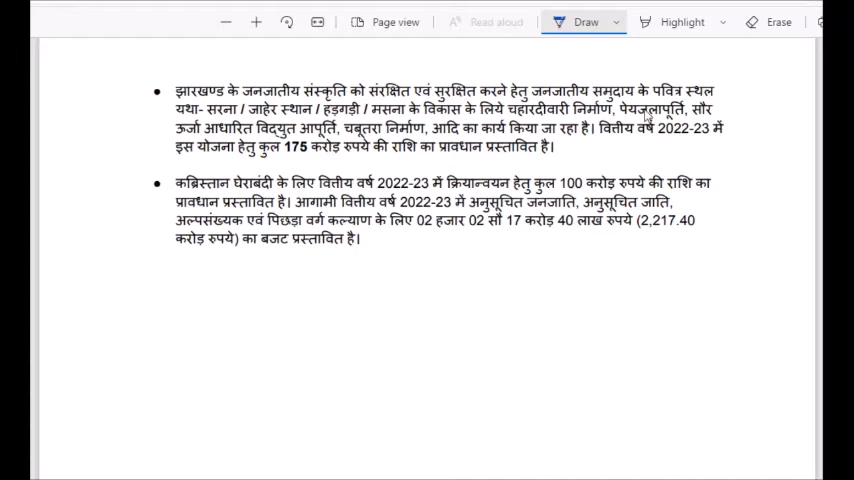 Page view
Read aloud
Draw
Highlight
Erase
• झारखण्ड के जनजातीय संस्कृति को संरक्षित एवं सुरक्षित करने हेतु जनजातीय समुदाय के पवित्र स्थल
यथा- सरना / जाहेर स्थान / हड़गड़ी / मसना के विकास के लिये चहारदीवारी निर्माण, पेयजलापूर्ति, सौर
ऊर्जा आधारित विद्युत आपूर्ति, चबूतरा निर्माण, आदि का कार्य किया जा रहा है। वित्तीय वर्ष 2022-23 में
इस योजना हेतु कुल 175 करोड़ रुपये की राशि का प्रावधान प्रस्तावित है।
• कब्रिस्तान घेराबंदी के लिए वित्तीय वर्ष 2022-23 में क्रियान्वयन हेतु कुल 100 करोड़ रुपये की राशि का
प्रावधान प्रस्तावित है। आगामी वित्तीय वर्ष 2022-23 में अनुसूचित जनजाति, अनुसूचित जाति,
अल्पसंख्यक एवं पिछड़ा वर्ग कल्याण के लिए 02 हजार 02 सौ 17 करोड़ 40 लाख रुपये (2,217.40
करोड़ रुपये) का बजट प्रस्तावित है।